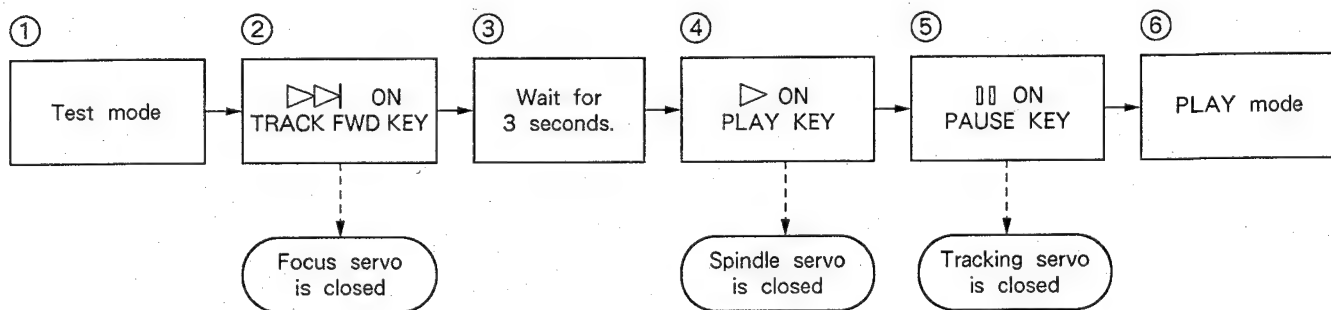 ① ② ③ ④ ⑤ ⑥
Test mode
ON
TRACK FWD KEY
Wait for
3 seconds.
ON
PLAY KEY
ON
PAUSE KEY
PLAY mode
Focus servo
is closed
Spindle servo
is closed
Tracking servo
is closed